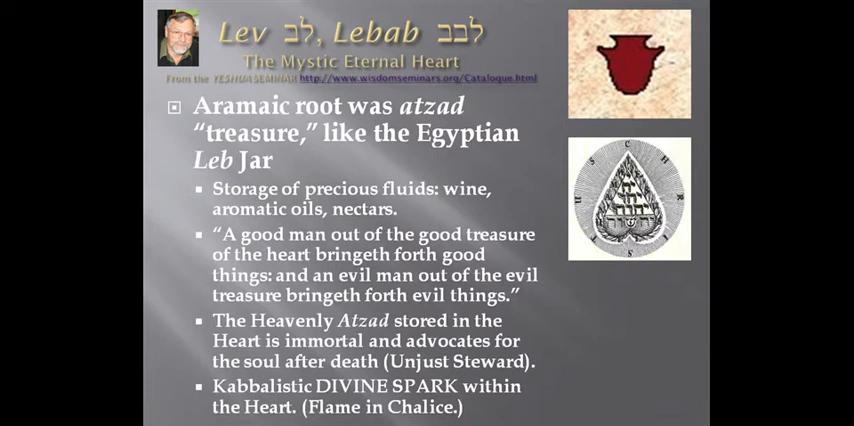 Lev לב, Lebab לבב
The Mystic Eternal Heart
From the YESHUA SEMINAR http://www.wisdomseminars.org/Catalogue.html
Aramaic root was atzad
“treasure,” like the Egyptian
Leb Jar
Storage of precious fluids: wine,
aromatic oils, nectars.
“A good man out of the good treasure
of the heart bringeth forth good
things: and an evil man out of the evil
treasure bringeth forth evil things.”
The Heavenly Atzad stored in the
Heart is immortal and advocates for
the soul after death (Unjust Steward).
Kabbalistic DIVINE SPARK within
the Heart. (Flame in Chalice.)